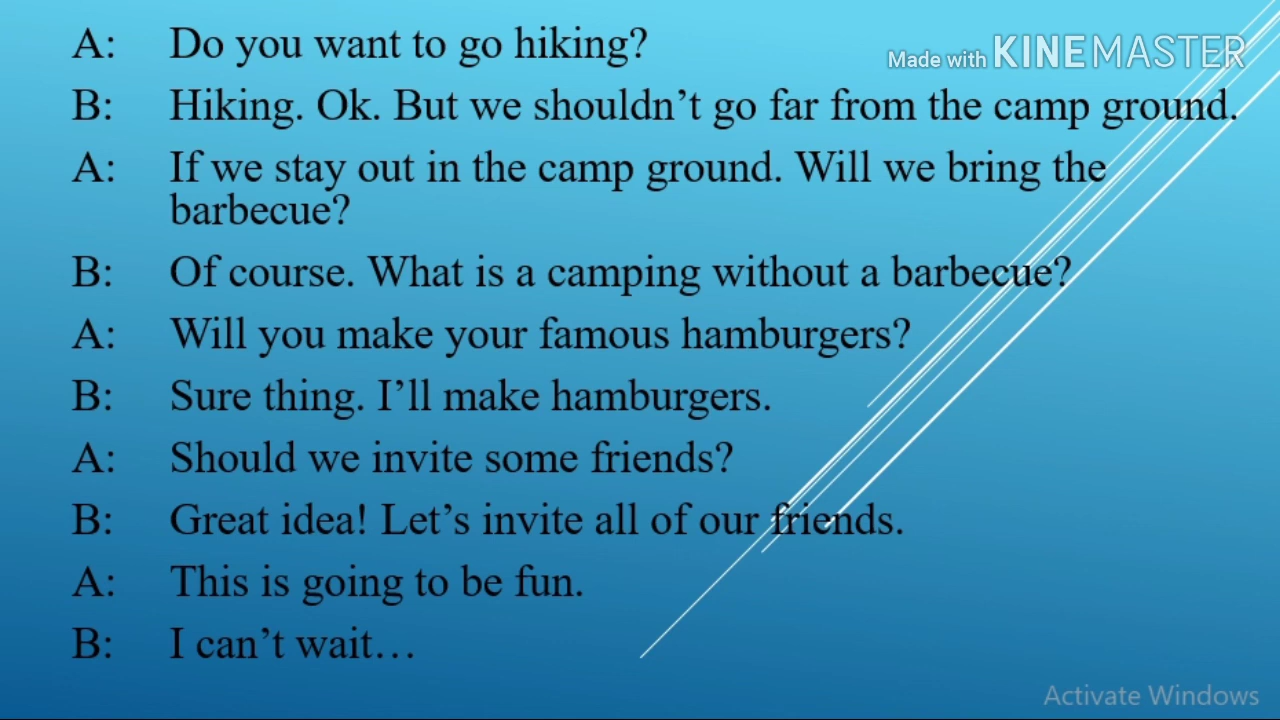 A: Do you want to go hiking?
Made with KINEMASTER
B: Hiking. Ok. But we shouldn’t go far from the camp ground.
A: If we stay out in the camp ground. Will we bring the
barbecue?
B: Of course. What is a camping without a barbecue?
A: Will you make your famous hamburgers?
B: Sure thing. I’ll make hamburgers.
A: Should we invite some friends?
B: Great idea! Let’s invite all of our friends.
A: This is going to be fun.
B: I can’t wait…
Activate Windows